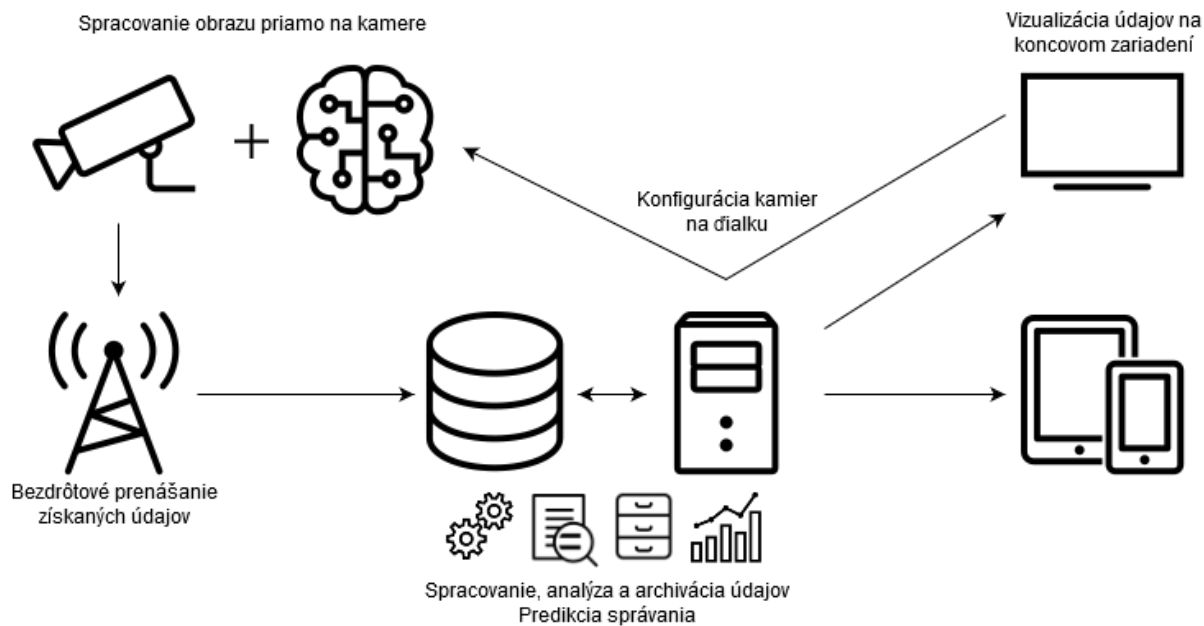 Spracovanie obrazu priamo na kamere
Vizualizácia údajov na
koncovom zariadení
Konfigurácia kamier
na ďialku
Bezdrôtové prenášanie
získaných údajov
Spracovanie, analýza a archivácia údajov
Predikcia správania